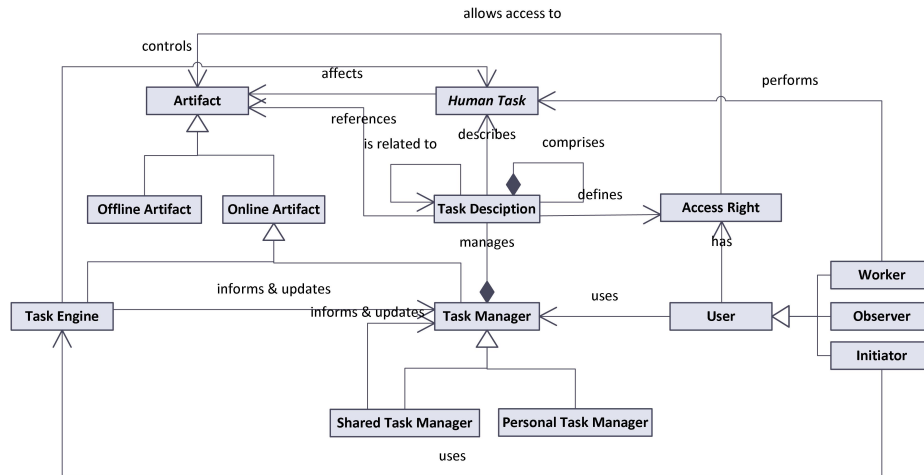 allows access to
controls
affects
performs
Artifact
Human Task
references
describes
is related to
comprises
defines
Offline Artifact
Online Artifact
Task Desciption
Access Right
manages
has
Worker
informs & updates
uses
Task Engine
informs & updates
Task Manager
User
Observer
Initiator
Shared Task Manager
Personal Task Manager
uses